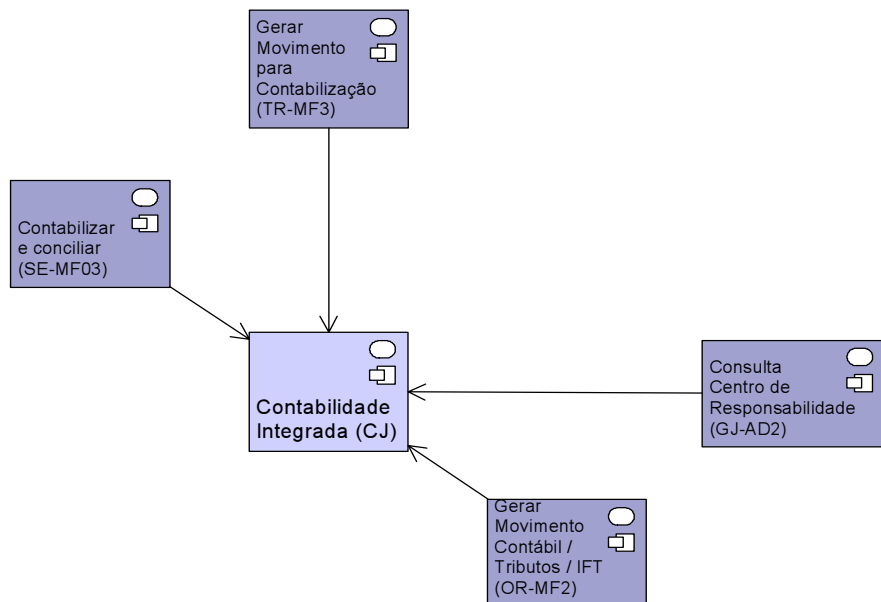 Gerar
Movimento
para
Contabilização
(TR-MF3)
Contabilizar
e conciliar
(SE-MF03)
Contabilidade
Integrada (CJ)
Consulta
Centro de
Responsabilidade
(GJ-AD2)
Gerar
Movimento
Contábil /
Tributos / IFT
(OR-MF2)